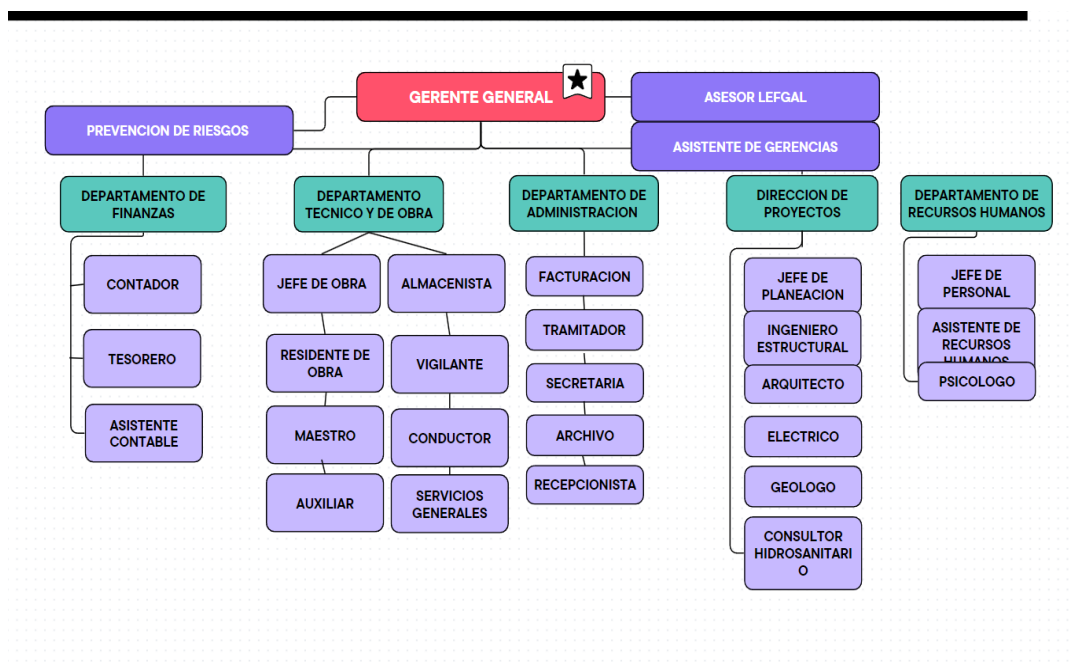 GERENTE GENERAL
ASESOR LEFGAL
PREVENCION DE RIESGOS
ASISTENTE DE GERENCIAS
DEPARTAMENTO DE
FINANZAS
DEPARTAMENTO
TECNICO Y DE OBRA
DEPARTAMENTO DE
ADMINISTRACION
DIRECCION DE
PROYECTOS
DEPARTAMENTO DE
RECURSOS HUMANOS
CONTADOR
TESORERO
ASISTENTE
CONTABLE
JEFE DE OBRA
RESIDENTE DE
OBRA
MAESTRO
AUXILIAR
ALMACENISTA
VIGILANTE
CONDUCTOR
SERVICIOS
GENERALES
FACTURACION
TRAMITADOR
SECRETARIA
ARCHIVO
RECEPCIONISTA
JEFE DE
PLANEACION
INGENIERO
ESTRUCTURAL
ARQUITECTO
ELECTRICO
GEOLOGO
CONSULTOR
HIDROSANITARI
O
JEFE DE
PERSONAL
ASISTENTE DE
RECURSOS
HUMANOS
PSICOLOGO